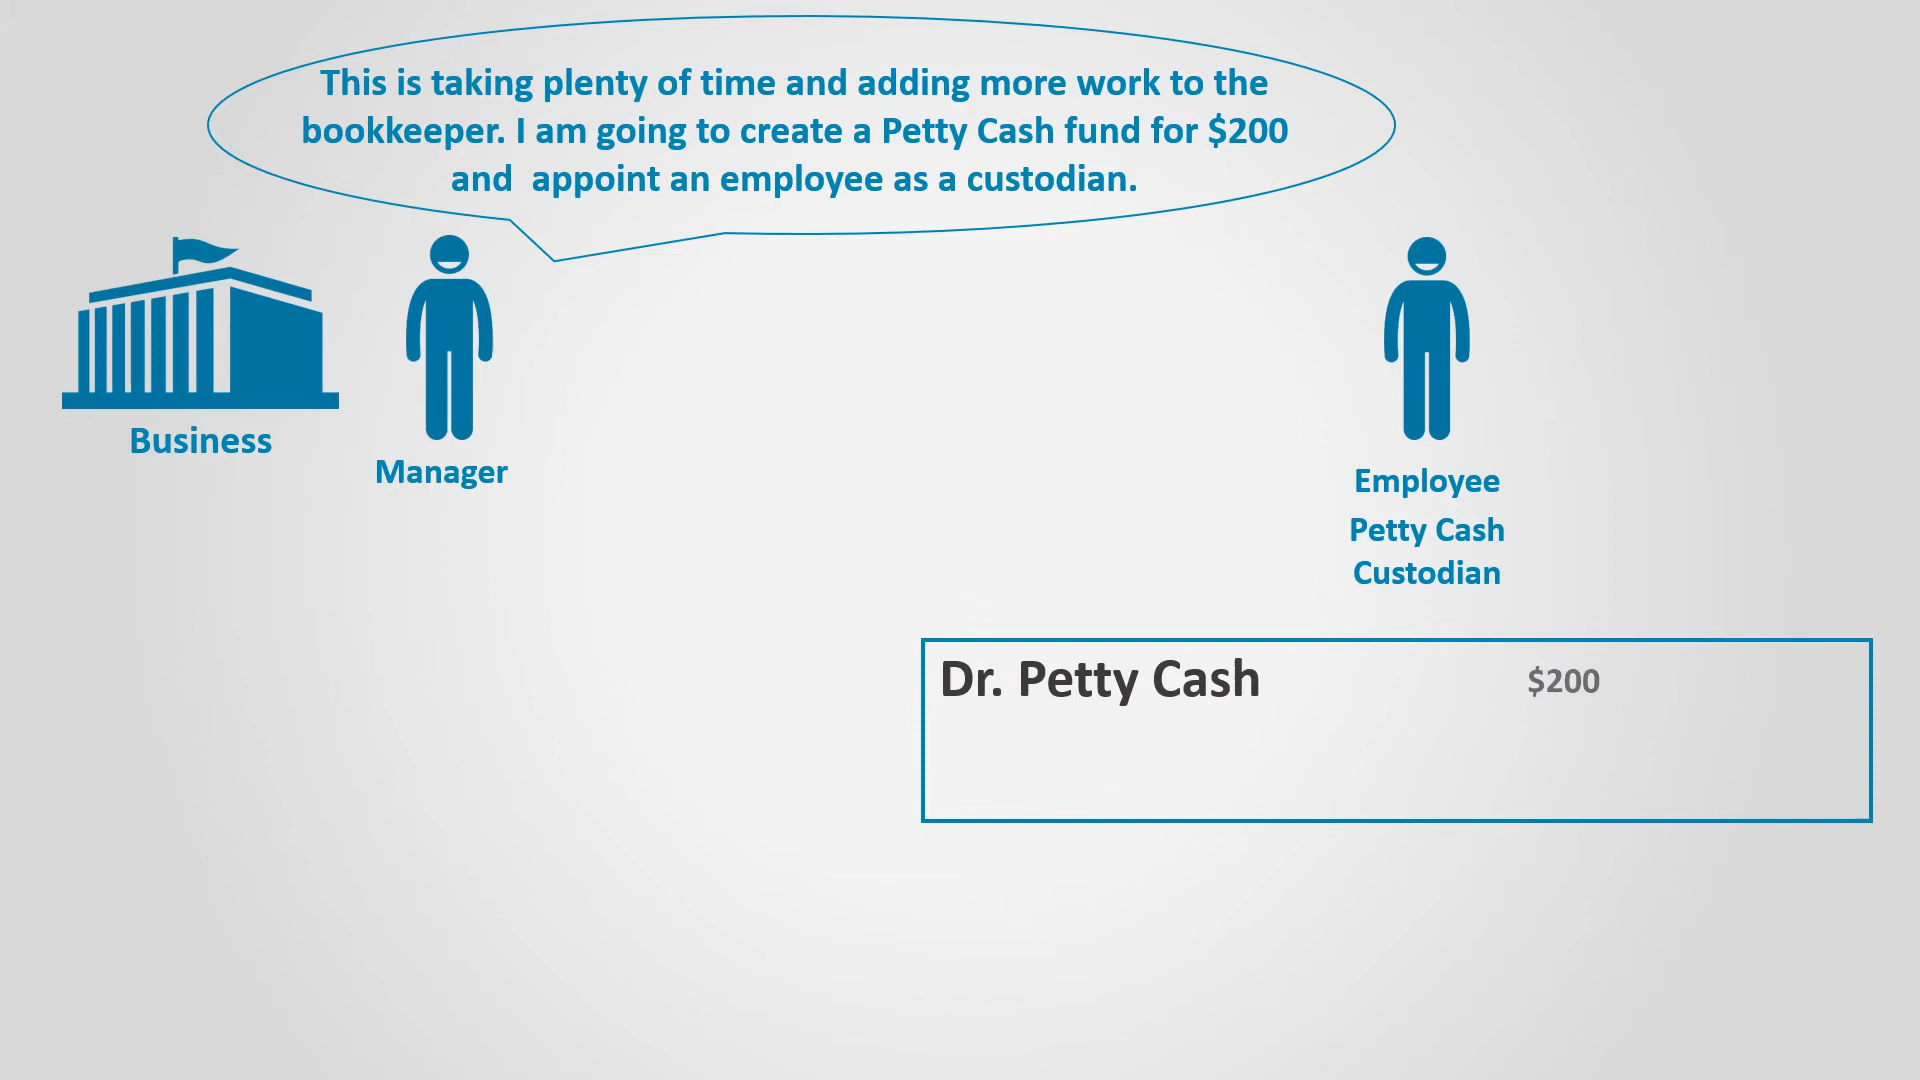 This is taking plenty of time and adding more work to the
bookkeeper. I am going to create a Petty Cash fund for $200
and  appoint an employee as a custodian.
Business
Manager
Employee
Petty Cash
Custodian
Dr. Petty Cash $200